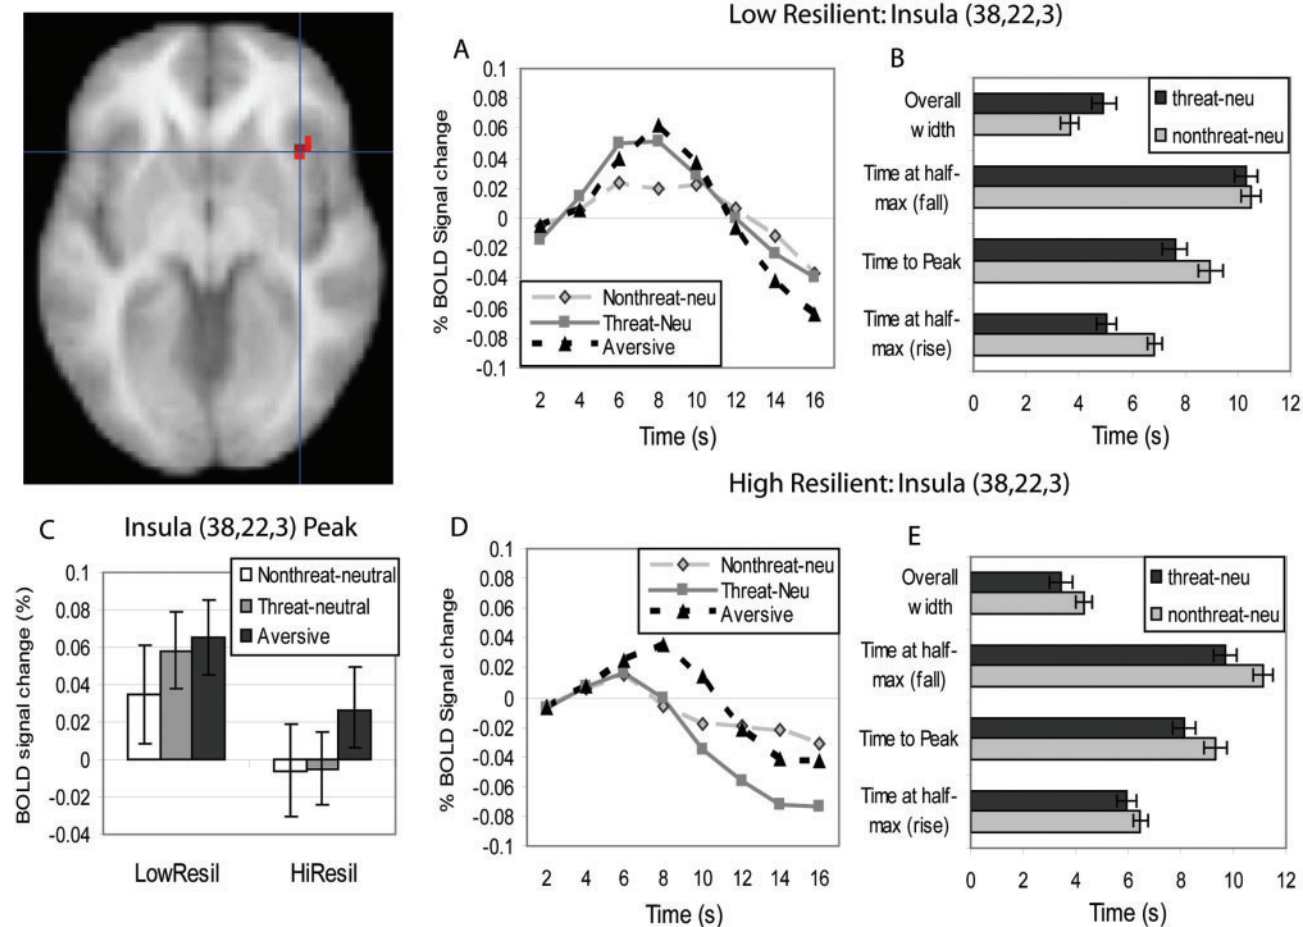 Low Resilient: Insula (38,22,3)
A
0.1
0.08
0.06
0.04
0.02
0
-0.02
-0.04
-0.06
-0.08
-0.1
% BOLD Signal change
Nonthreat-neu
Threat-Neu
Aversive
2 4 6 8 10 12 14 16
Time (s)
B
threat-neu
nonthreat-neu
Overall
width
Time at half-
max (fall)
Time to Peak
Time at half-
max (rise)
0 2 4 6 8 10 12
Time (s)
High Resilient: Insula (38,22,3)
C
Insula (38,22,3) Peak
Nonthreat-neutral
Threat-neutral
Aversive
0.1
0.08
0.06
0.04
0.02
0
-0.02
-0.04
BOLD signal change (%)
LowResil HiResil
D
0.1
0.08
0.06
0.04
0.02
0
-0.02
-0.04
-0.06
-0.08
-0.1
% BOLD Signal change
Nonthreat-neu
Threat-Neu
Aversive
2 4 6 8 10 12 14 16
Time (s)
E
threat-neu
nonthreat-neu
Overall
width
Time at half-
max (fall)
Time to Peak
Time at half-
max (rise)
0 2 4 6 8 10 12
Time (s)